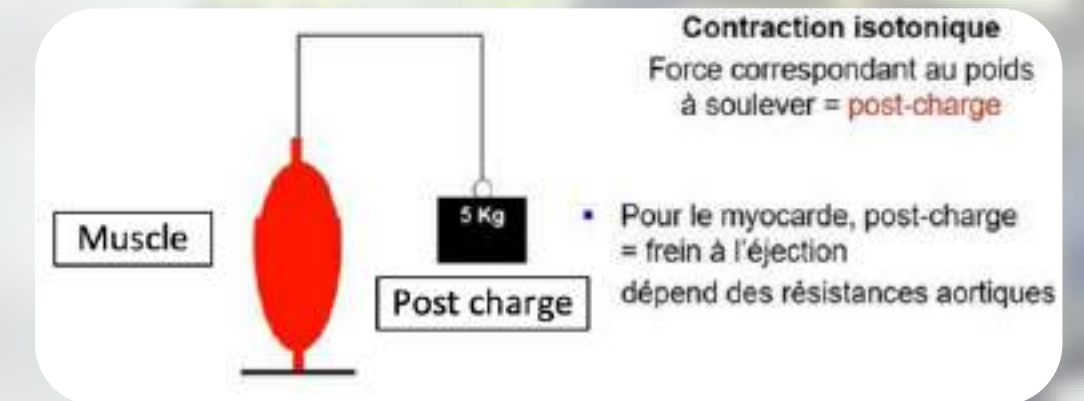 Contraction isotonique
Force correspondant au poids
à soulever = post-charge
5 Kg
Muscle
Post charge
▪ Pour le myocarde, post-charge
= frein à l'éjection
dépend des résistances aortiques